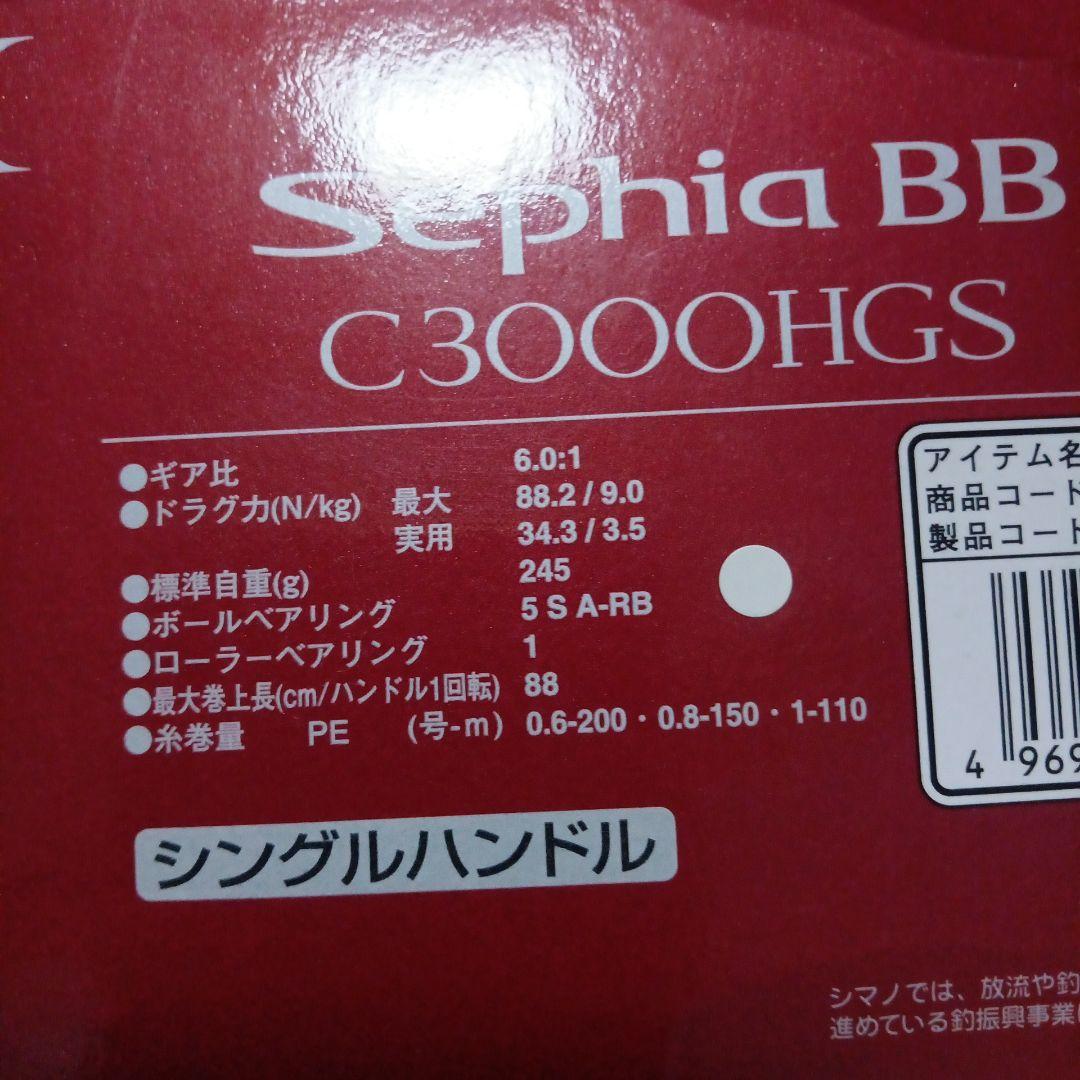 Sephia BB
C3000HGS
●ギア比 6.0:1
●ドラグ力(N/kg) 最大 88.2 / 9.0
実用 34.3 / 3.5
●標準自重(g) 245
●ボールベアリング 5 S A-RB
●ローラーベアリング 1
●最大巻上長(cm/ハンドル1回転) 88
●糸巻量 PE (号-m) 0.6-200・0.8-150・1-110
シングルハンドル
アイテム名
商品コード
製品コード
4 969
シマノでは、放流や釣
進めている釣振興事業